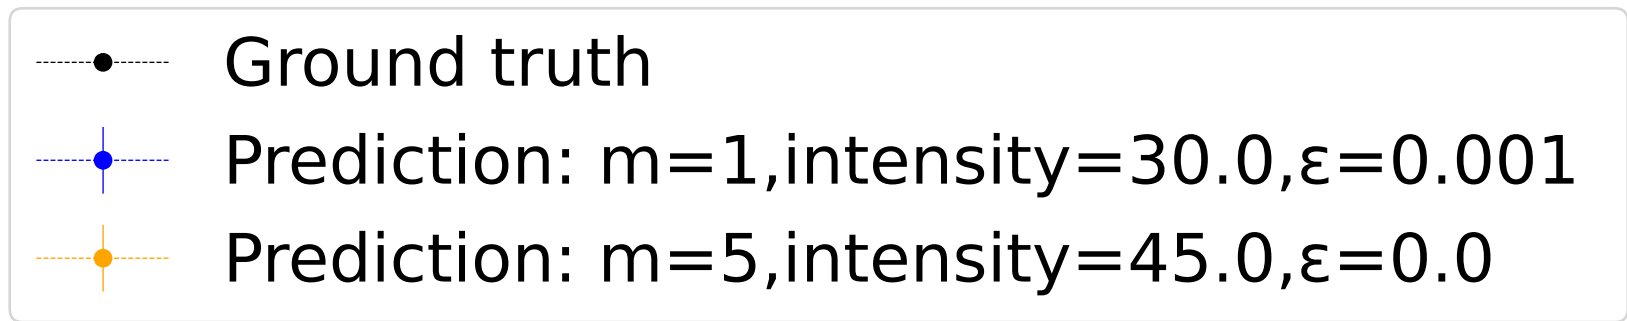 Ground truth
Prediction: m=1,intensity=30.0,ε=0.001
Prediction: m=5,intensity=45.0,ε=0.0